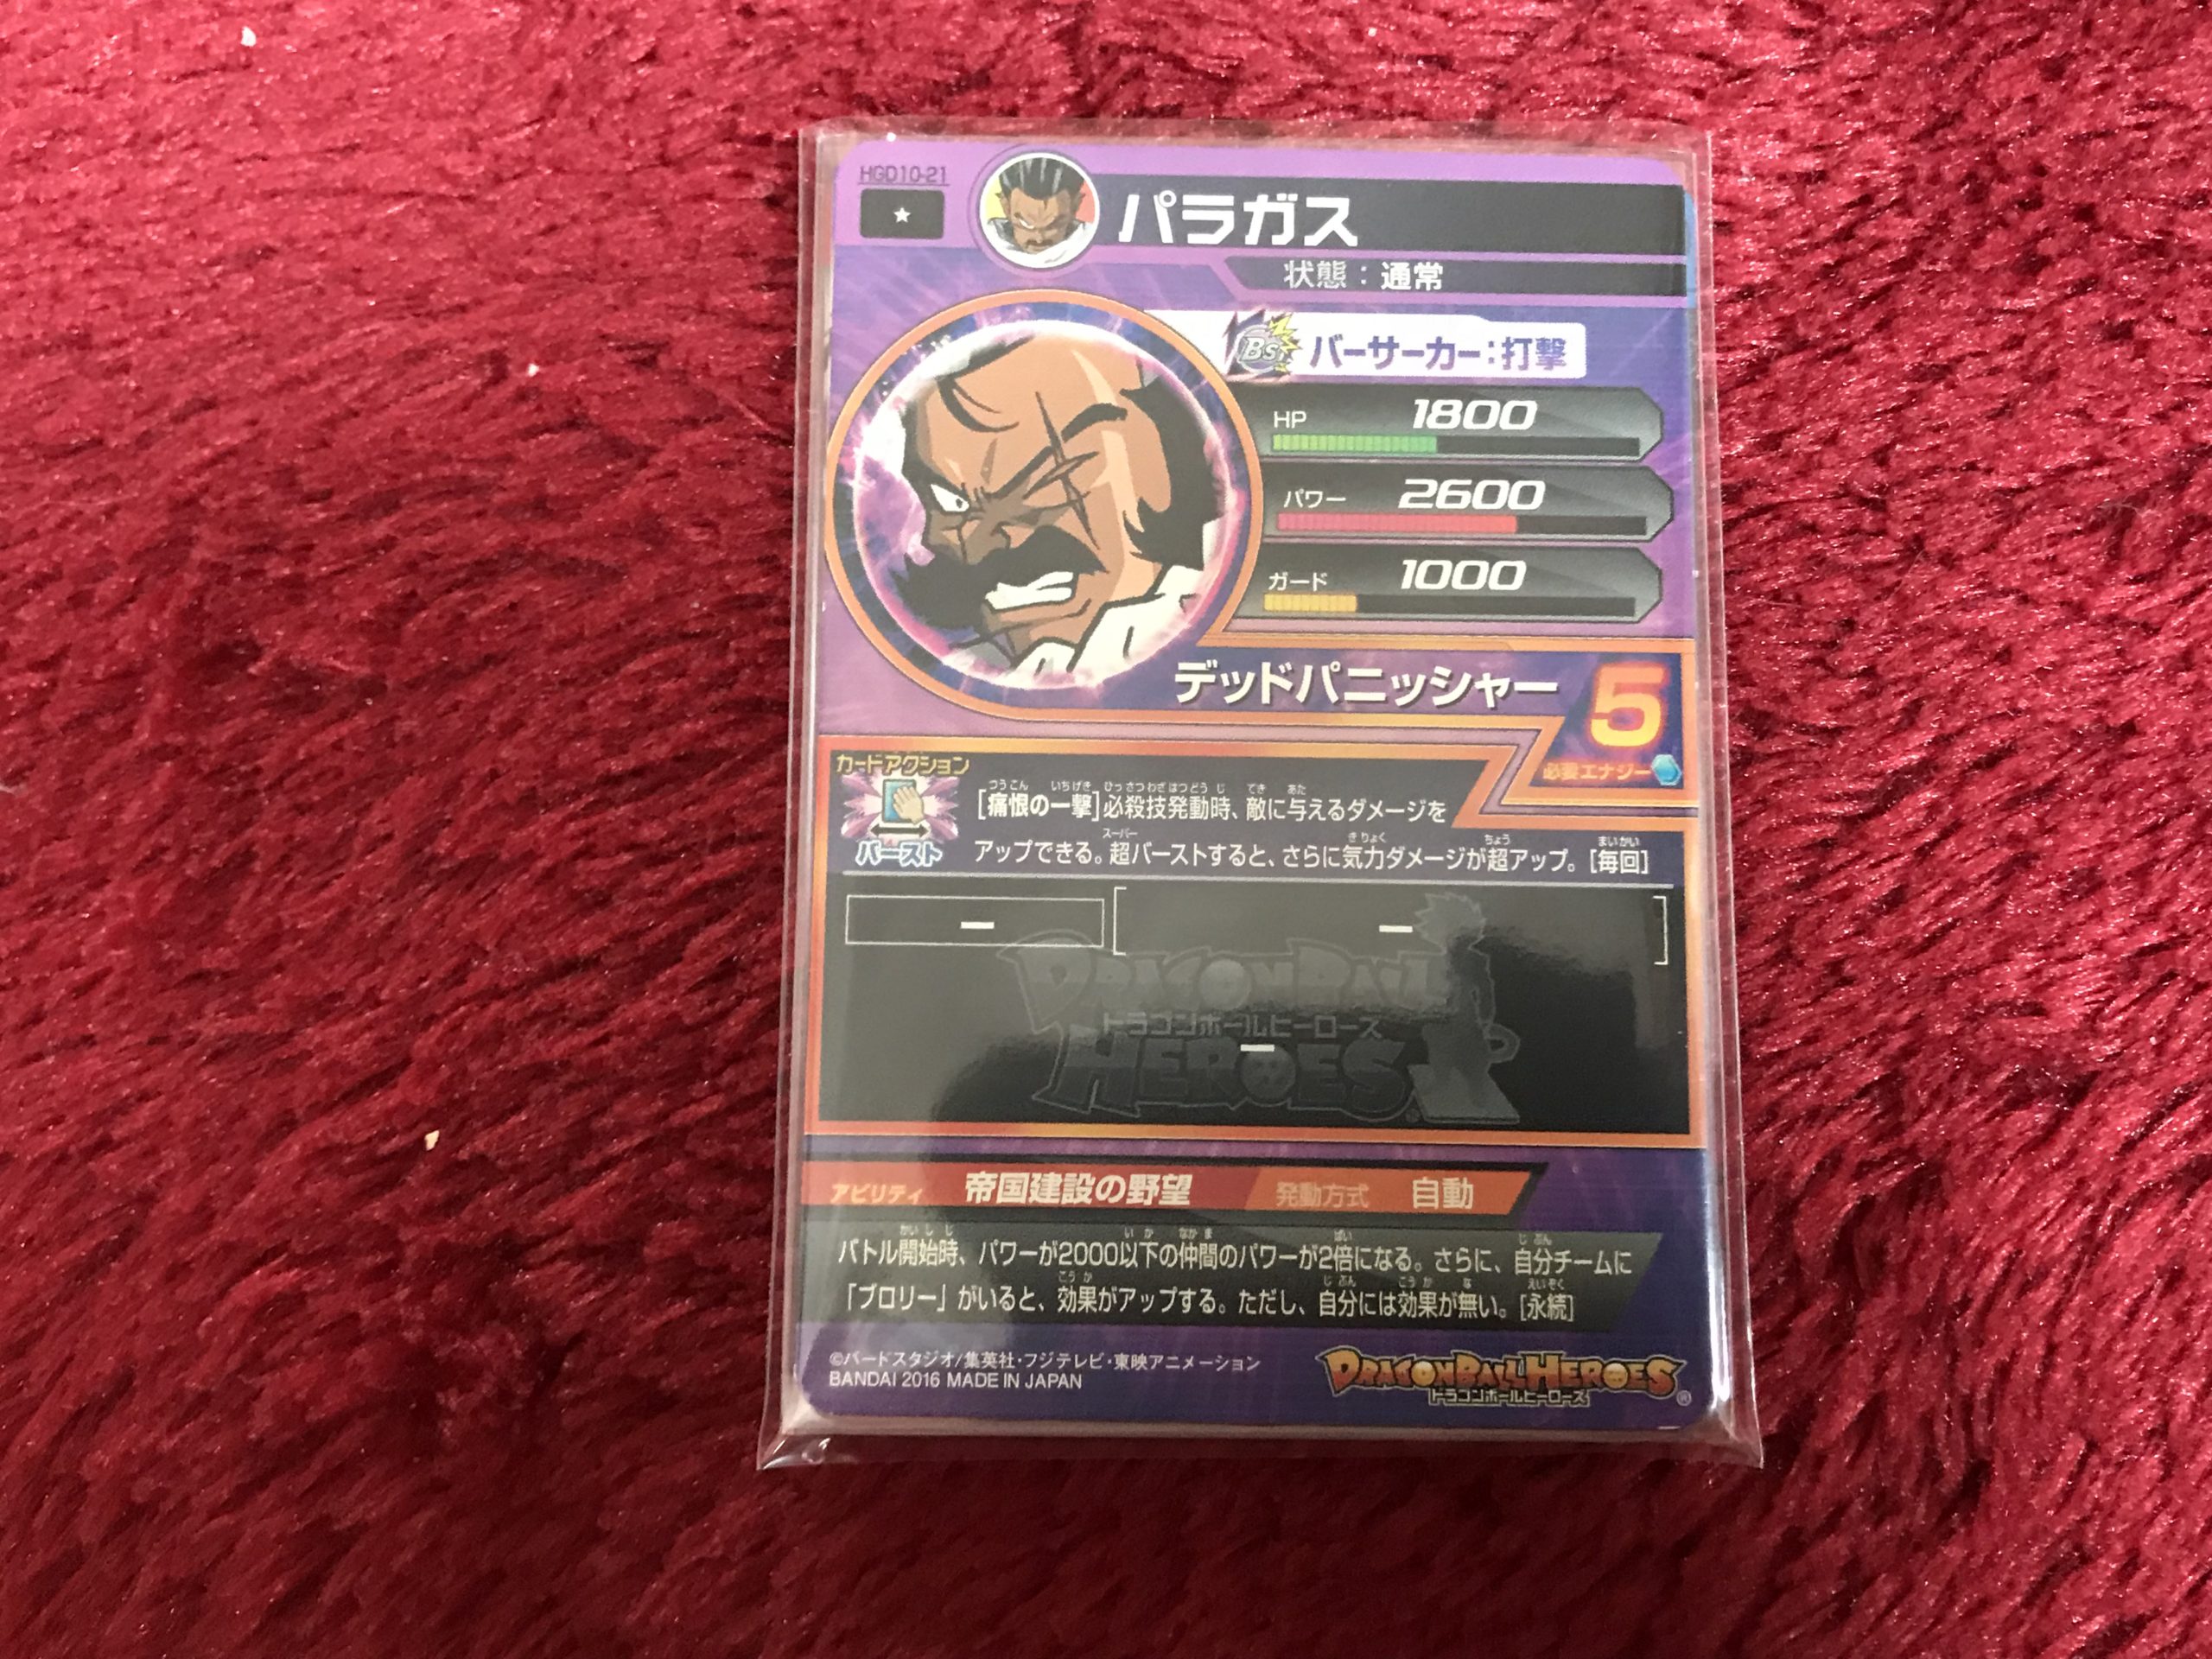 HGD10-21
パラガス
状態：通常
Bs
バーサーカー：打撃
HP 1800
パワー 2600
ガード 1000
デッドパニッシャー
5
必要エナジー
カードアクション
バースト
[痛恨の一撃]必殺技発動時、敵に与えるダメージを
アップできる。超バーストすると、さらに気力ダメージが超アップ。[毎回]
DRAGONBALL
ドラゴンボールヒーローズ
HEROES
アビリティ 帝国建設の野望 発動方式 自動
バトル開始時、パワーが2000以下の仲間のパワーが2倍になる。さらに、自分チームに
「ブロリー」がいると、効果がアップする。ただし、自分には効果が無い。[永続]
©バードスタジオ/集英社・フジテレビ・東映アニメーション
BANDAI 2016 MADE IN JAPAN
DRAGONBALL HEROES
ドラゴンボールヒーローズ